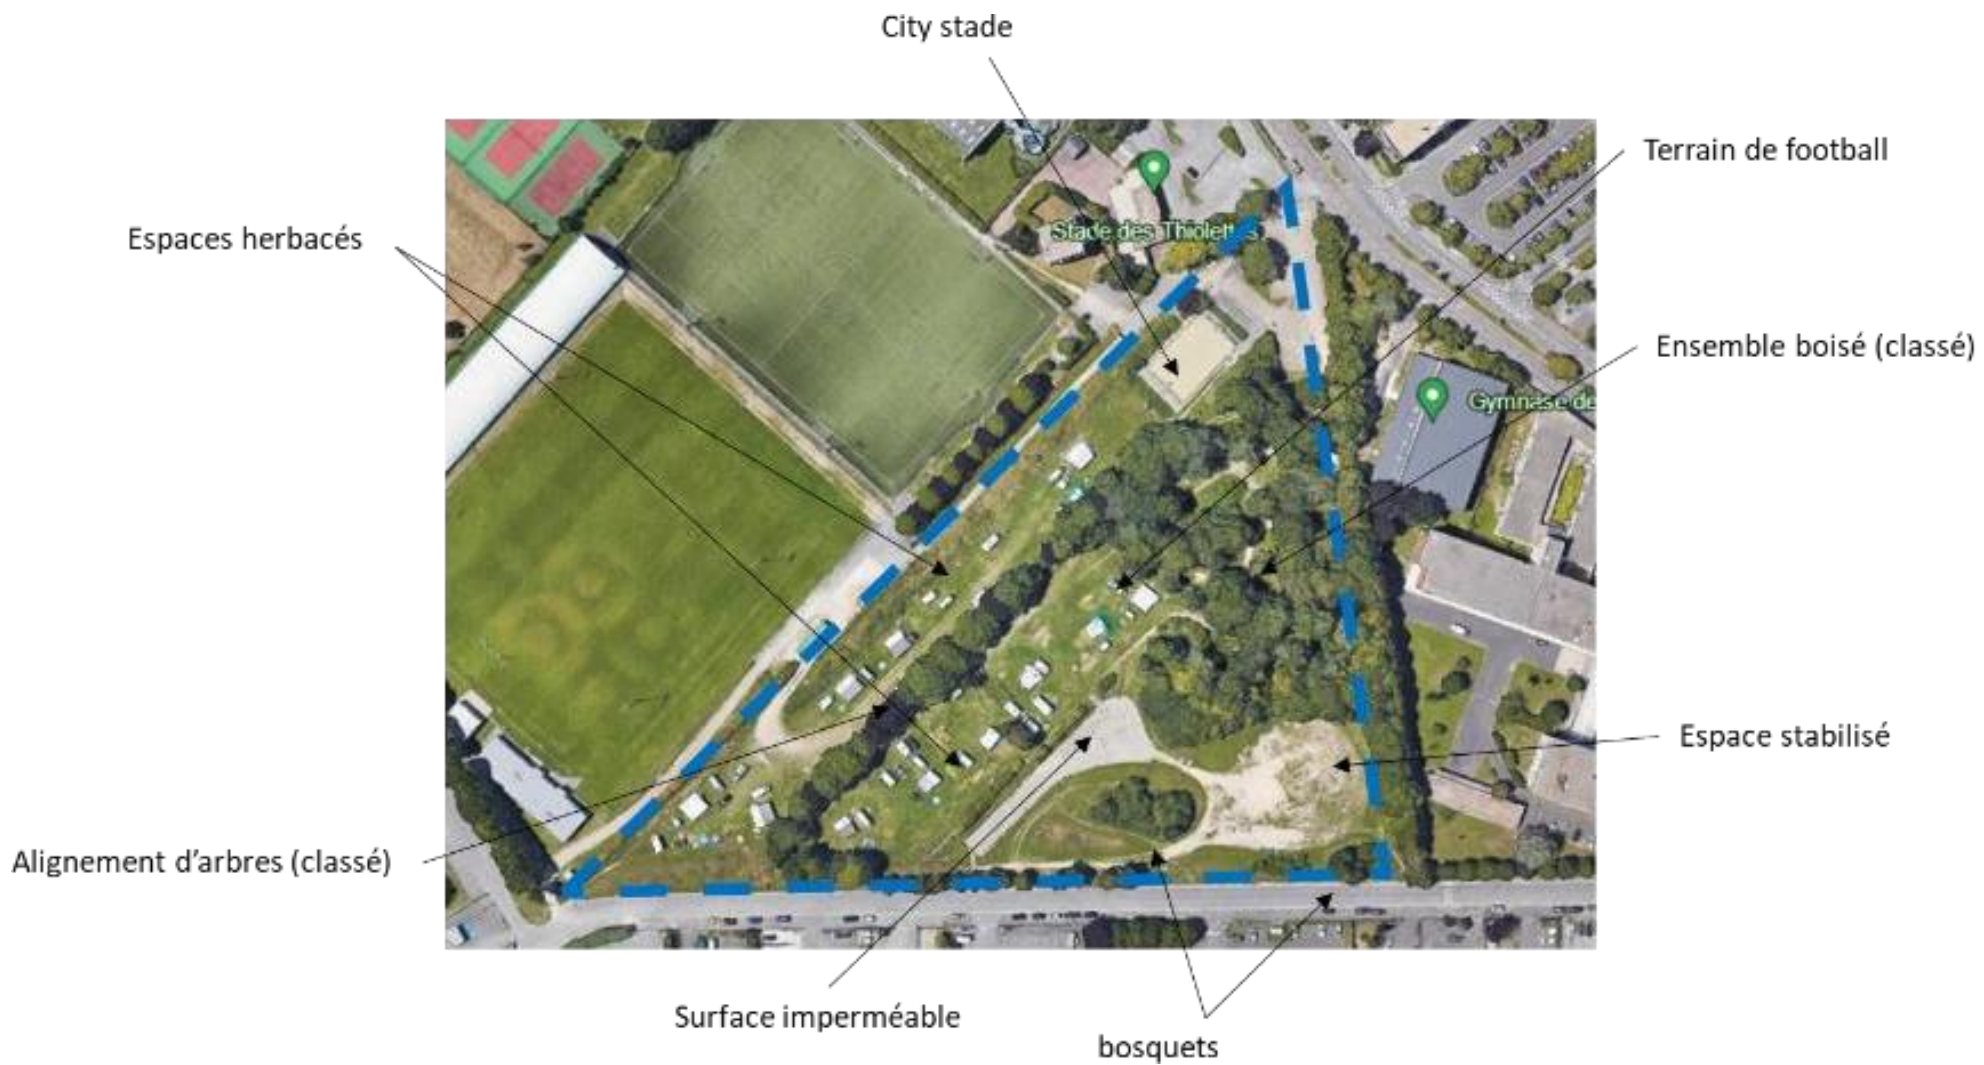 City stade
Terrain de football
Espaces herbacés
Stade des Thiolettes
Ensemble boisé (classé)
Gymnase de
Espace stabilisé
Alignement d'arbres (classé)
Surface imperméable
bosquets